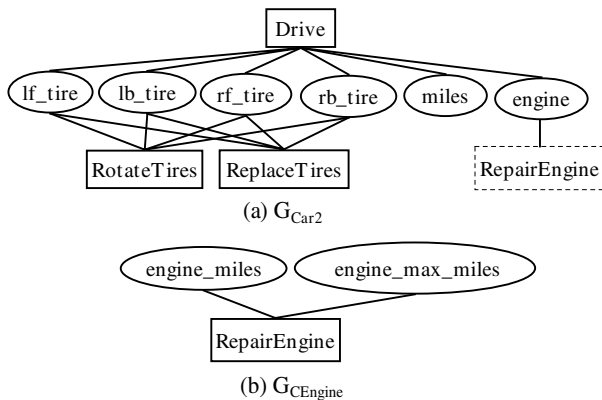 Drive
lf_tire lb_tire rf_tire rb_tire miles engine
RotateTires ReplaceTires RepairEngine
(a) G_Car2
engine_miles engine_max_miles
RepairEngine
(b) G_CEngine